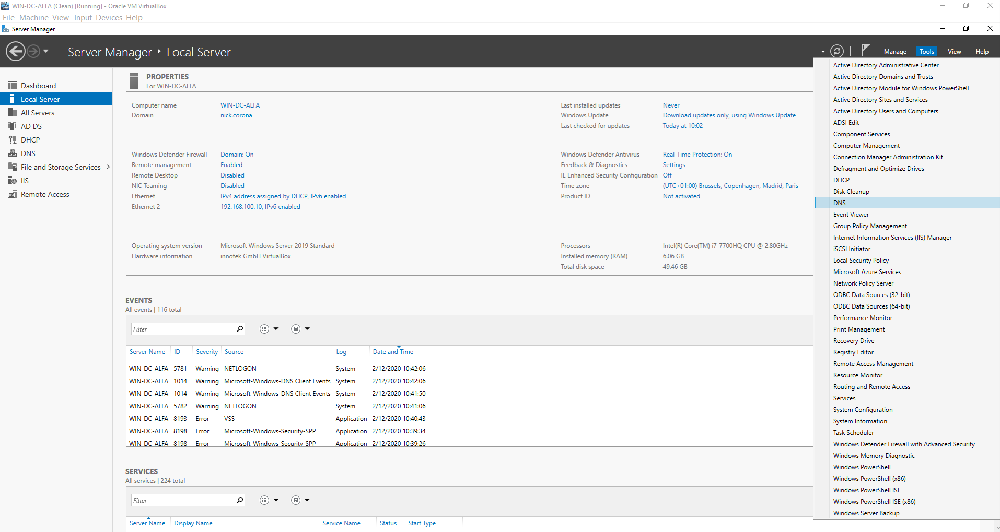 WIN-DC-ALFA (Clean) [Running] - Oracle VM VirtualBox
File Machine View Input Devices Help
Server Manager
Server Manager ‣ Local Server
Manage Tools View Help
Dashboard
Local Server
All Servers
AD DS
DHCP
DNS
File and Storage Services
IIS
Remote Access
PROPERTIES
For WIN-DC-ALFA
Computer name WIN-DC-ALFA
Domain nick.corona
Last installed updates Never
Windows Update Download updates only, using Windows Update
Last checked for updates Today at 10:02
Windows Defender Firewall Domain: On
Remote management Enabled
Remote Desktop Disabled
NIC Teaming Disabled
Ethernet IPv4 address assigned by DHCP, IPv6 enabled
Ethernet 2 192.168.100.10, IPv6 enabled
Windows Defender Antivirus Real-Time Protection: On
Feedback & Diagnostics Settings
IE Enhanced Security Configuration Off
Time zone (UTC+01:00) Brussels, Copenhagen, Madrid, Paris
Product ID Not activated
Operating system version Microsoft Windows Server 2019 Standard
Hardware information innotek GmbH VirtualBox
Processors Intel(R) Core(TM) i7-7700HQ CPU @ 2.80GHz
Installed memory (RAM) 6.06 GB
Total disk space 49.46 GB
EVENTS
All events | 116 total
Filter
Server Name ID Severity Source Log Date and Time
WIN-DC-ALFA 5781 Warning NETLOGON System 2/12/2020 10:42:06
WIN-DC-ALFA 1014 Warning Microsoft-Windows-DNS Client Events System 2/12/2020 10:42:06
WIN-DC-ALFA 1014 Warning Microsoft-Windows-DNS Client Events System 2/12/2020 10:41:50
WIN-DC-ALFA 5782 Warning NETLOGON System 2/12/2020 10:41:06
WIN-DC-ALFA 8193 Error VSS Application 2/12/2020 10:40:43
WIN-DC-ALFA 8198 Error Microsoft-Windows-Security-SPP Application 2/12/2020 10:39:34
WIN-DC-ALFA 8198 Error Microsoft-Windows-Security-SPP Application 2/12/2020 10:39:26
SERVICES
All services | 224 total
Filter
Server Name Display Name Service Name Status Start Type
Active Directory Administrative Center
Active Directory Domains and Trusts
Active Directory Module for Windows PowerShell
Active Directory Sites and Services
Active Directory Users and Computers
ADSI Edit
Component Services
Computer Management
Connection Manager Administration Kit
Defragment and Optimize Drives
DHCP
Disk Cleanup
DNS
Event Viewer
Group Policy Management
Internet Information Services (IIS) Manager
iSCSI Initiator
Local Security Policy
Microsoft Azure Services
Network Policy Server
ODBC Data Sources (32-bit)
ODBC Data Sources (64-bit)
Performance Monitor
Print Management
Recovery Drive
Registry Editor
Remote Access Management
Resource Monitor
Routing and Remote Access
Services
System Configuration
System Information
Task Scheduler
Windows Defender Firewall with Advanced Security
Windows Memory Diagnostic
Windows PowerShell
Windows PowerShell (x86)
Windows PowerShell ISE
Windows PowerShell ISE (x86)
Windows Server Backup